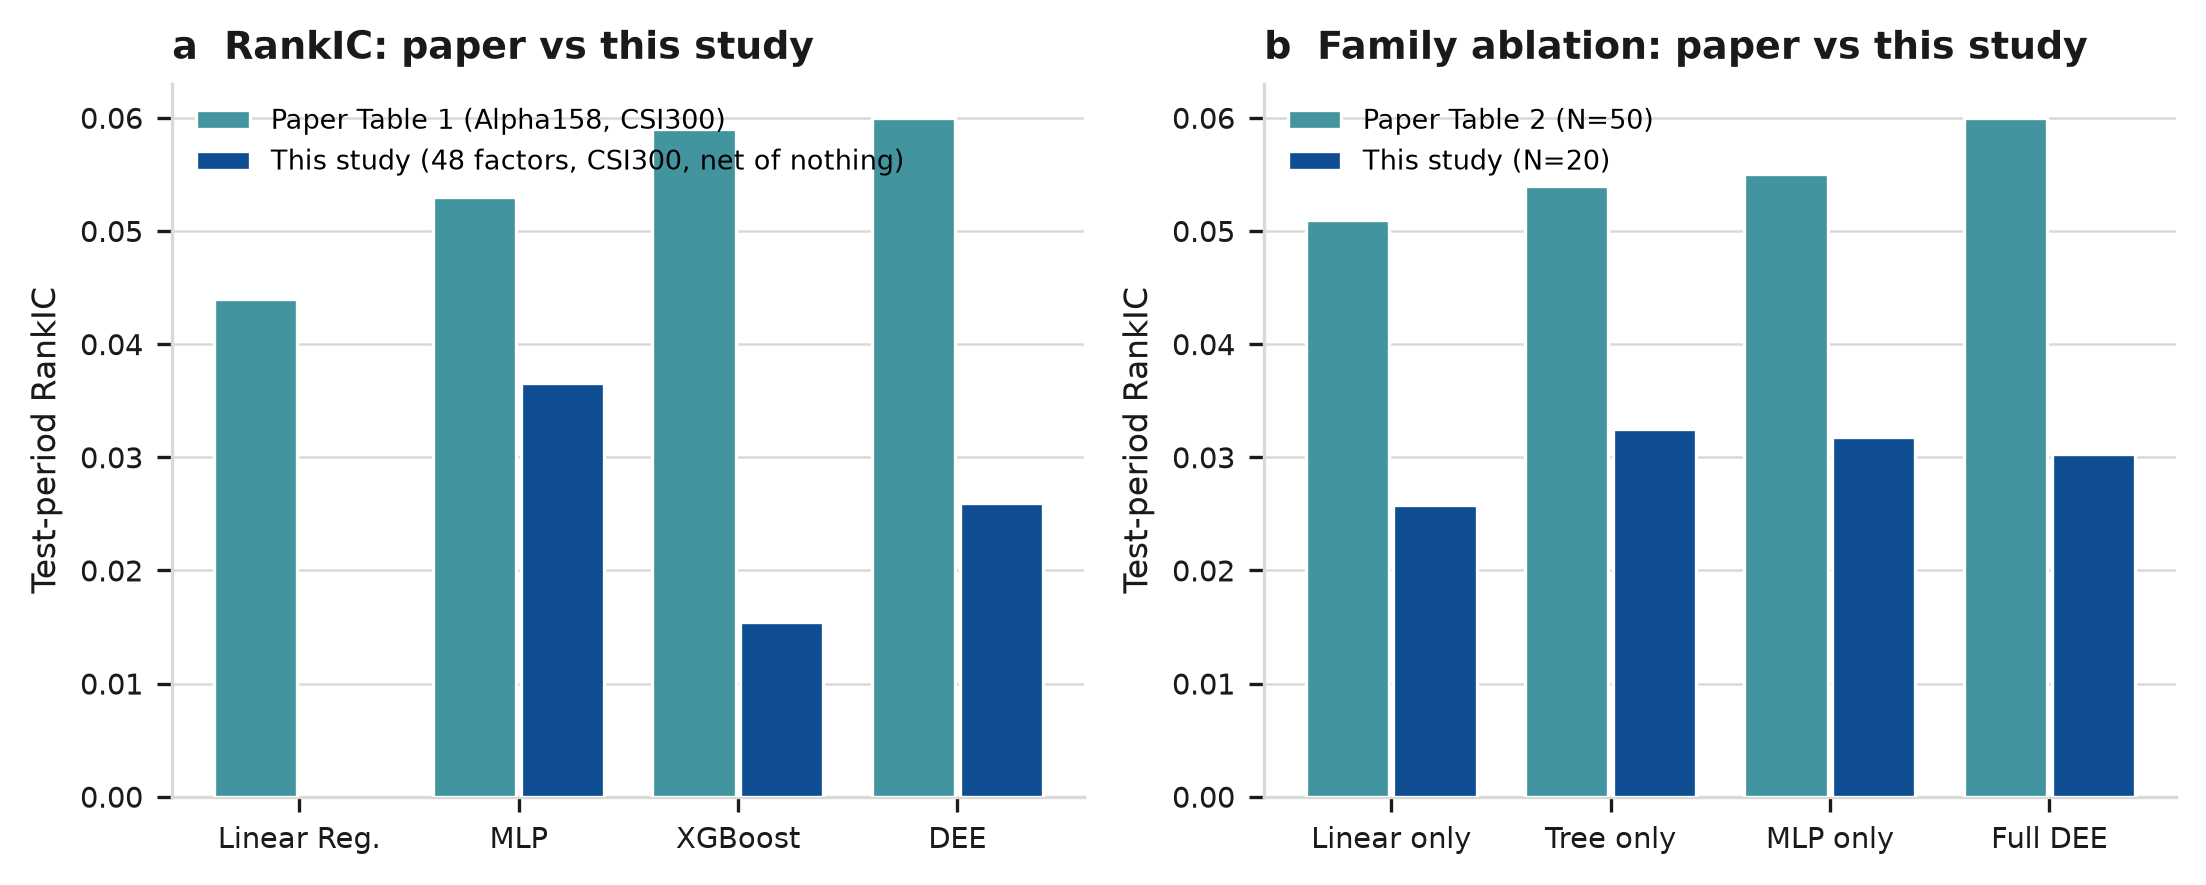 a RankIC: paper vs this study
Paper Table 1 (Alpha158, CSI300)
This study (48 factors, CSI300, net of nothing)
Test-period RankIC
0.06
0.05
0.04
0.03
0.02
0.01
0.00
Linear Reg.
MLP
XGBoost
DEE
b Family ablation: paper vs this study
Paper Table 2 (N=50)
This study (N=20)
Test-period RankIC
0.06
0.05
0.04
0.03
0.02
0.01
0.00
Linear only
Tree only
MLP only
Full DEE